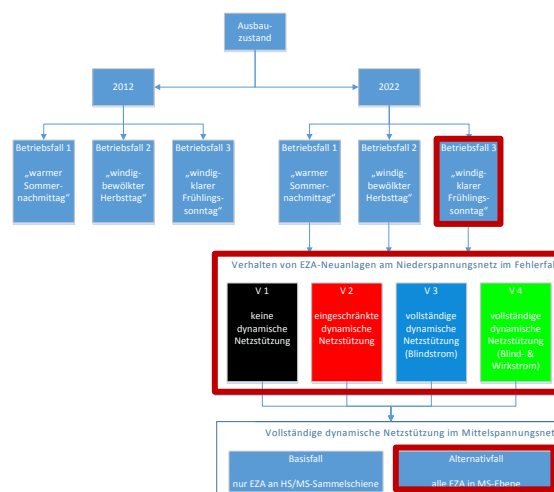 Ausbau-
zustand
2012
2022
Betriebsfall 1
„warmer
Sommer-
nachmittag"
Betriebsfall 2
„windig-
bewölkter
Herbsttag"
Betriebsfall 3
„windig-
klarer
Frühlings-
sonntag"
Betriebsfall 1
„warmer
Sommer-
nachmittag"
Betriebsfall 2
„windig-
bewölkter
Herbsttag"
Betriebsfall 3
„windig-
klarer
Frühlings-
sonntag"
Verhalten von EZA-Neuanlagen am Niederspannungsnetz im Fehlerfal
V 1
keine
dynamische
Netzstützung
V 2
eingeschränkte
dynamische
Netzstützung
V 3
vollständige
dynamische
Netzstützung
(Blindstrom)
V 4
vollständige
dynamische
Netzstützung
(Blind- &
Wirkstrom)
Vollständige dynamische Netzstützung im Mittelspannungsnet
Basisfall
nur EZA an HS/MS-Sammelschiene
Alternativfall
alle EZA in MS-Ebene